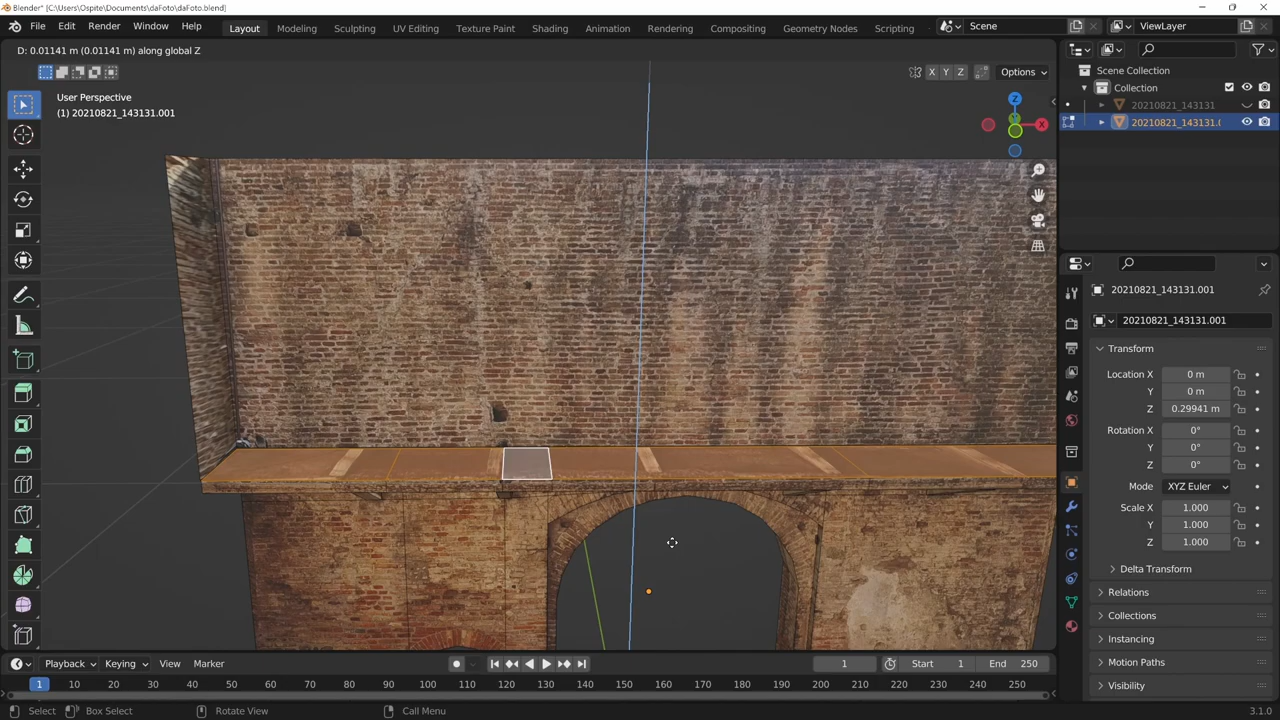 Blender* [C:\Users\Ospite\Documents\daFoto\daFoto.blend]
File Edit Render Window Help Layout Modeling Sculpting UV Editing Texture Paint Shading Animation Rendering Compositing Geometry Nodes Scripting Scene ViewLayer
D: 0.01141 m (0.01141 m) along global Z
X Y Z Options
User Perspective
(1) 20210821_143131.001
Z
Y
X
Scene Collection
Collection
20210821_143131
20210821_143131.(
20210821_143131.001
20210821_143131.001
Transform
Location X 0 m
Y 0 m
Z 0.29941 m
Rotation X 0°
Y 0°
Z 0°
Mode XYZ Euler
Scale X 1.000
Y 1.000
Z 1.000
Delta Transform
Relations
Collections
Instancing
Motion Paths
Visibility
Playback Keying View Marker 1 Start 1 End 250
1 10 20 30 40 50 60 70 80 90 100 110 120 130 140 150 160 170 180 190 200 210 220 230 240 250
Select Box Select Rotate View Call Menu 3.1.0